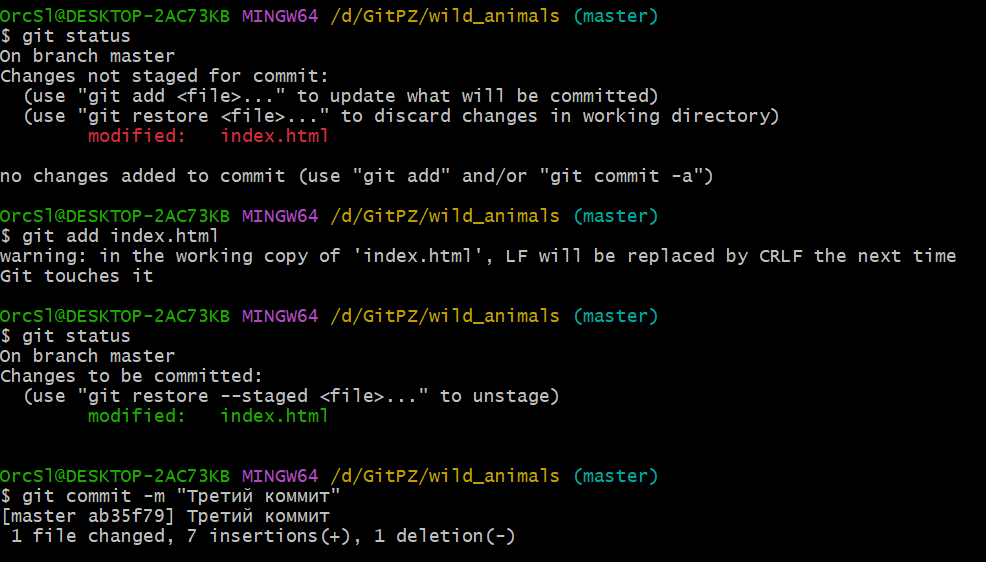 OrcSl@DESKTOP-2AC73KB MINGW64 /d/GitPZ/wild_animals (master)
$ git status
On branch master
Changes not staged for commit:
  (use "git add <file>..." to update what will be committed)
  (use "git restore <file>..." to discard changes in working directory)
        modified:   index.html
no changes added to commit (use "git add" and/or "git commit -a")
OrcSl@DESKTOP-2AC73KB MINGW64 /d/GitPZ/wild_animals (master)
$ git add index.html
warning: in the working copy of 'index.html', LF will be replaced by CRLF the next time
Git touches it
OrcSl@DESKTOP-2AC73KB MINGW64 /d/GitPZ/wild_animals (master)
$ git status
On branch master
Changes to be committed:
  (use "git restore --staged <file>..." to unstage)
        modified:   index.html
OrcSl@DESKTOP-2AC73KB MINGW64 /d/GitPZ/wild_animals (master)
$ git commit -m "Третий коммит"
[master ab35f79] Третий коммит
 1 file changed, 7 insertions(+), 1 deletion(-)